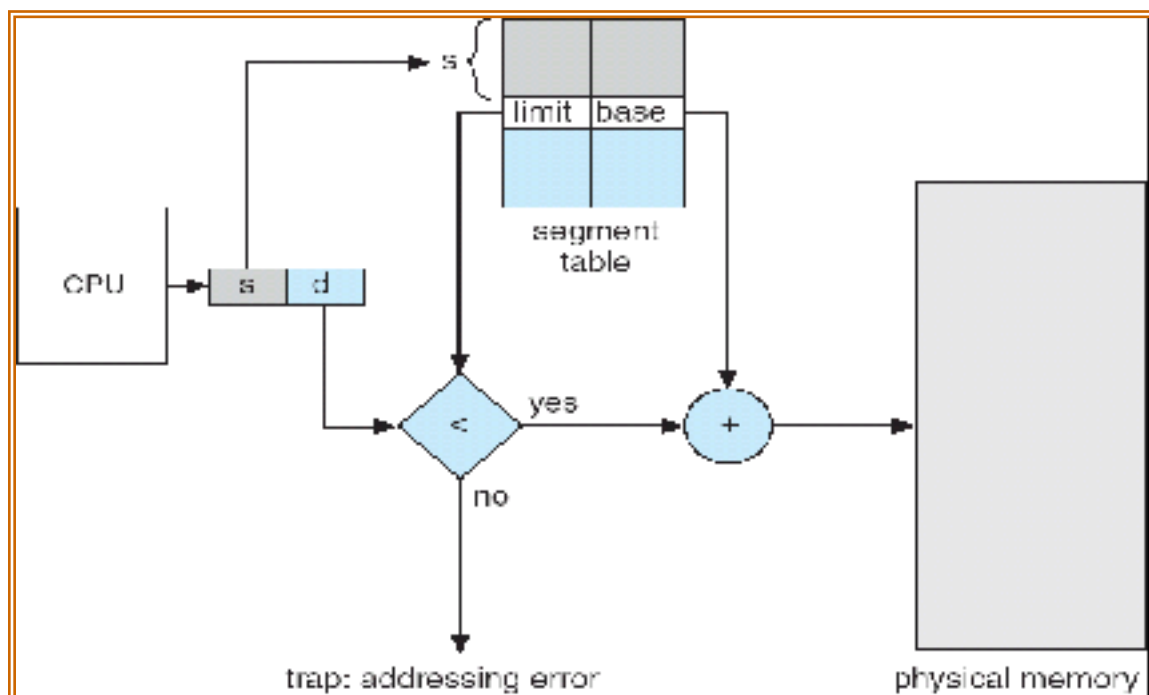 s
limit base
segment
table
CPU
s d
<
yes
+
no
trap: addressing error
physical memory